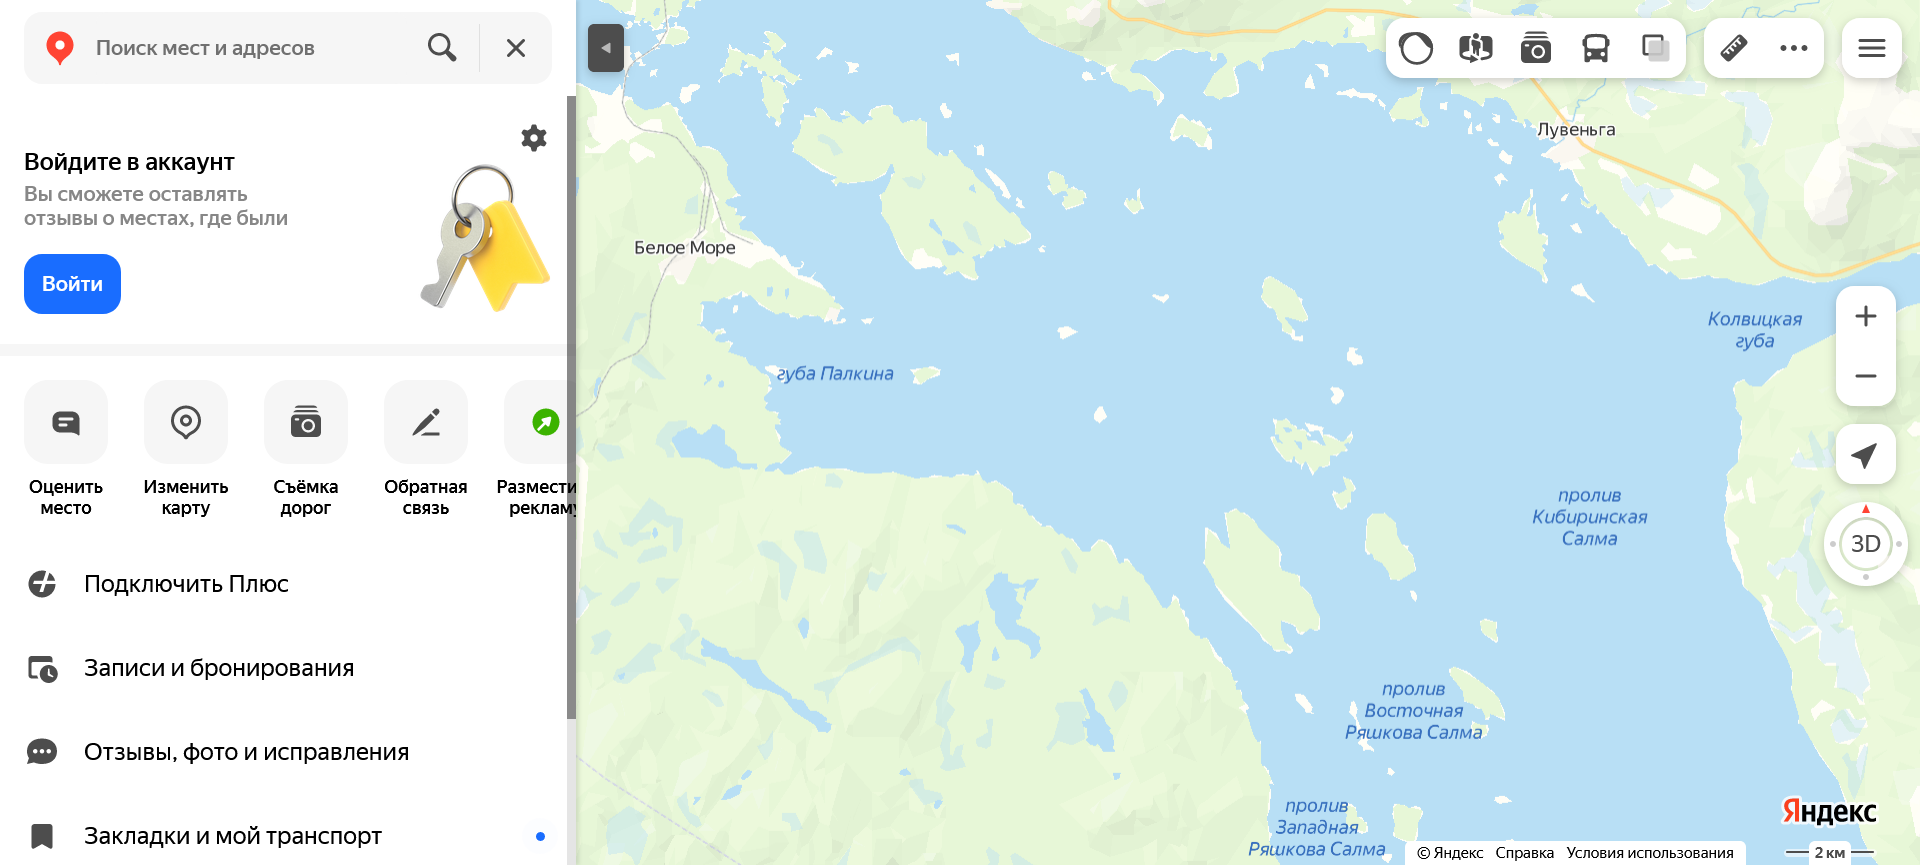 Поиск мест и адресов
Войдите в аккаунт
Вы сможете оставлять
отзывы о местах, где были
Войти
Оценить
место
Изменить
карту
Съёмка
дорог
Обратная
связь
Размести
реклам
Подключить Плюс
Записи и бронирования
Отзывы, фото и исправления
Закладки и мой транспорт
Лувеньга
Белое Море
Колвицкая
губа
губа Палкина
пролив
Кибиринская
Салма
3D
пролив
Восточная
Ряшкова Салма
пролив
Западная
Ряшкова Салма
Яндекс
© Яндекс Справка Условия использования
2 км